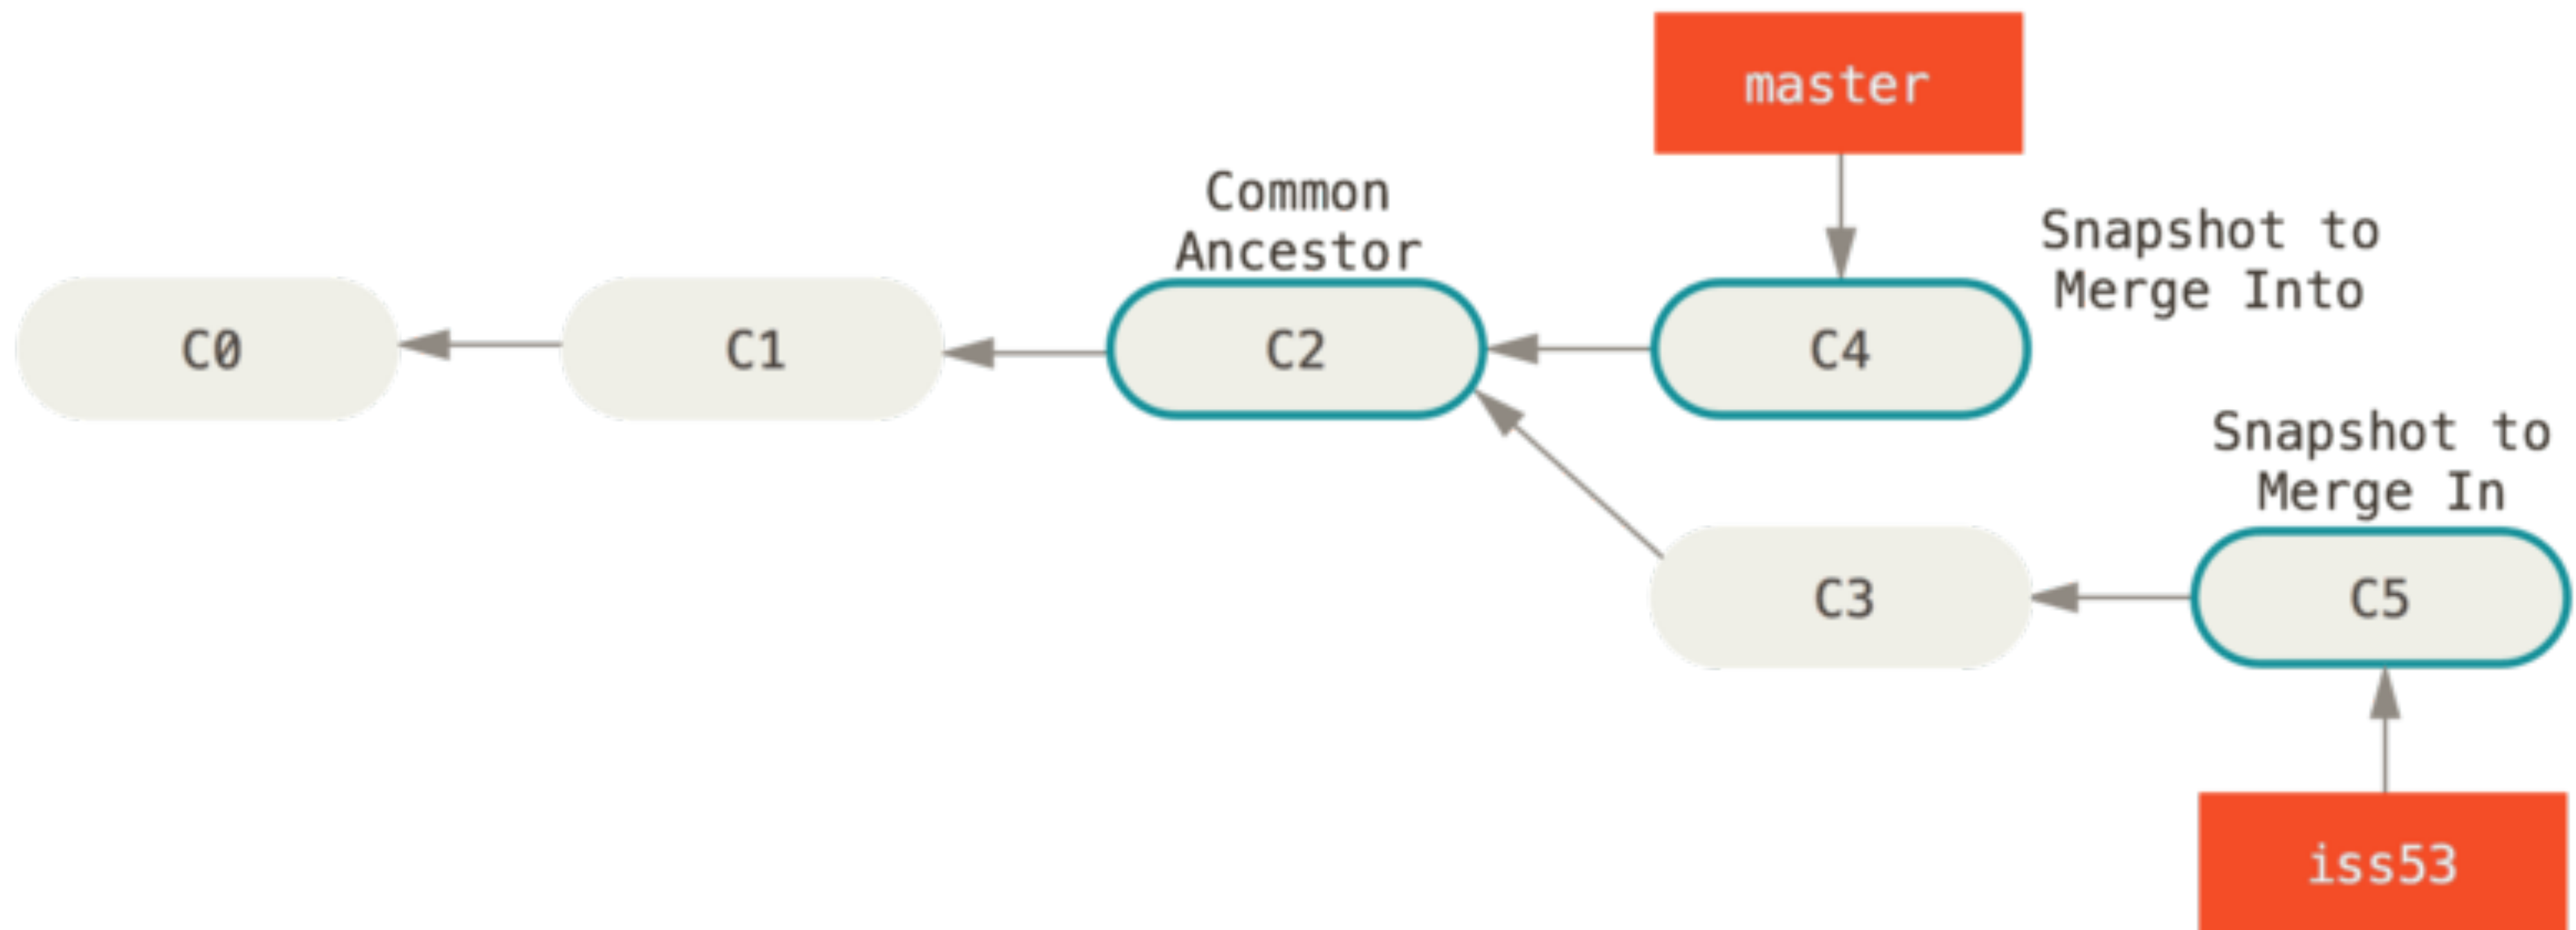 master
Common
Ancestor
Snapshot to
Merge Into
C0
C1
C2
C4
Snapshot to
Merge In
C3
C5
iss53